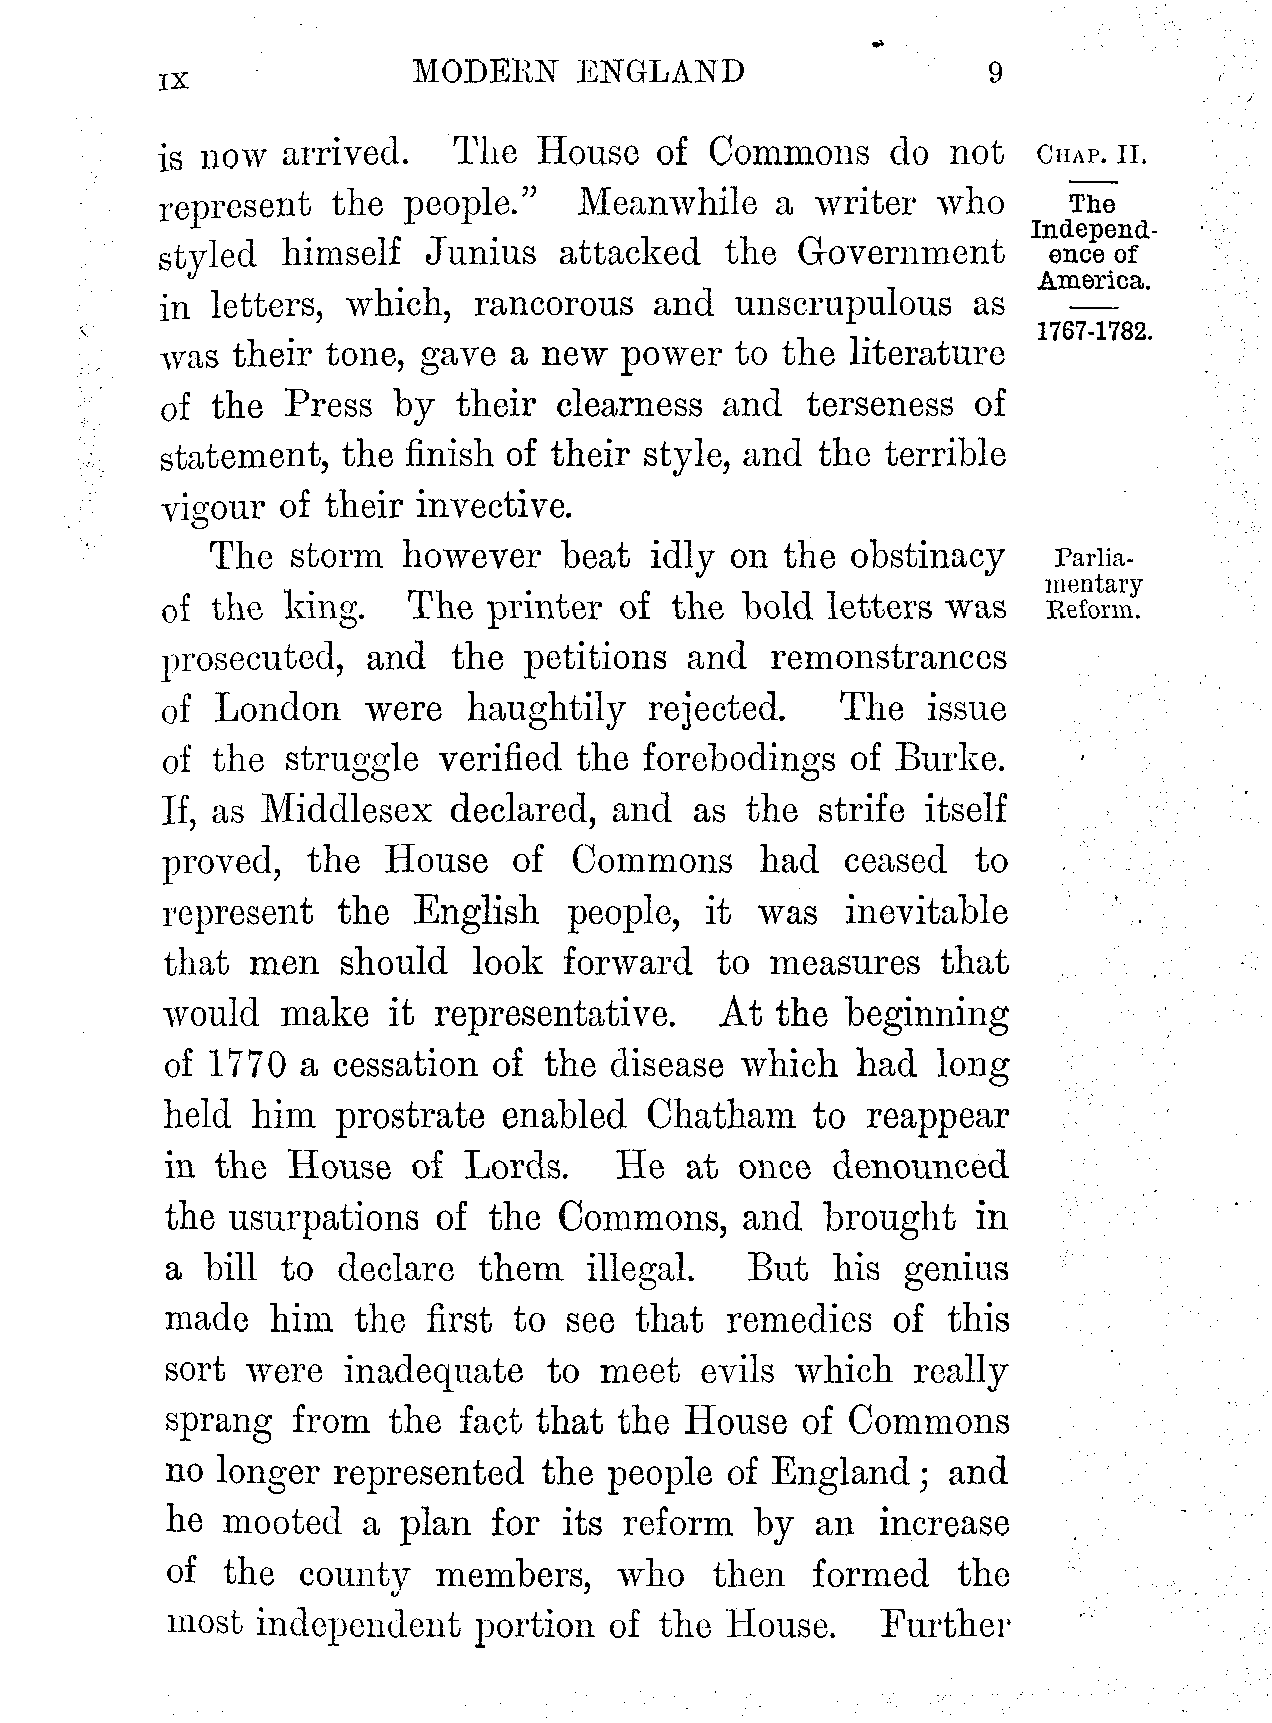 IX MODERN ENGLAND 9
is now arrived. The House of Commons do not
represent the people.” Meanwhile a writer who
styled himself Junius attacked the Government
in letters, which, rancorous and unscrupulous as
was their tone, gave a new power to the literature
of the Press by their clearness and terseness of
statement, the finish of their style, and the terrible
vigour of their invective.
The storm however beat idly on the obstinacy
of the king. The printer of the bold letters was
prosecuted, and the petitions and remonstrances
of London were haughtily rejected. The issue
of the struggle verified the forebodings of Burke.
If, as Middlesex declared, and as the strife itself
proved, the House of Commons had ceased to
represent the English people, it was inevitable
that men should look forward to measures that
would make it representative. At the beginning
of 1770 a cessation of the disease which had long
held him prostrate enabled Chatham to reappear
in the House of Lords. He at once denounced
the usurpations of the Commons, and brought in
a bill to declare them illegal. But his genius
made him the first to see that remedies of this
sort were inadequate to meet evils which really
sprang from the fact that the House of Commons
no longer represented the people of England ; and
he mooted a plan for its reform by an increase
of the county members, who then formed the
most independent portion of the House. Further
CHAP. II.
The
Independ-
ence of
America.
1767-1782.
Parlia-
mentary
Reform.